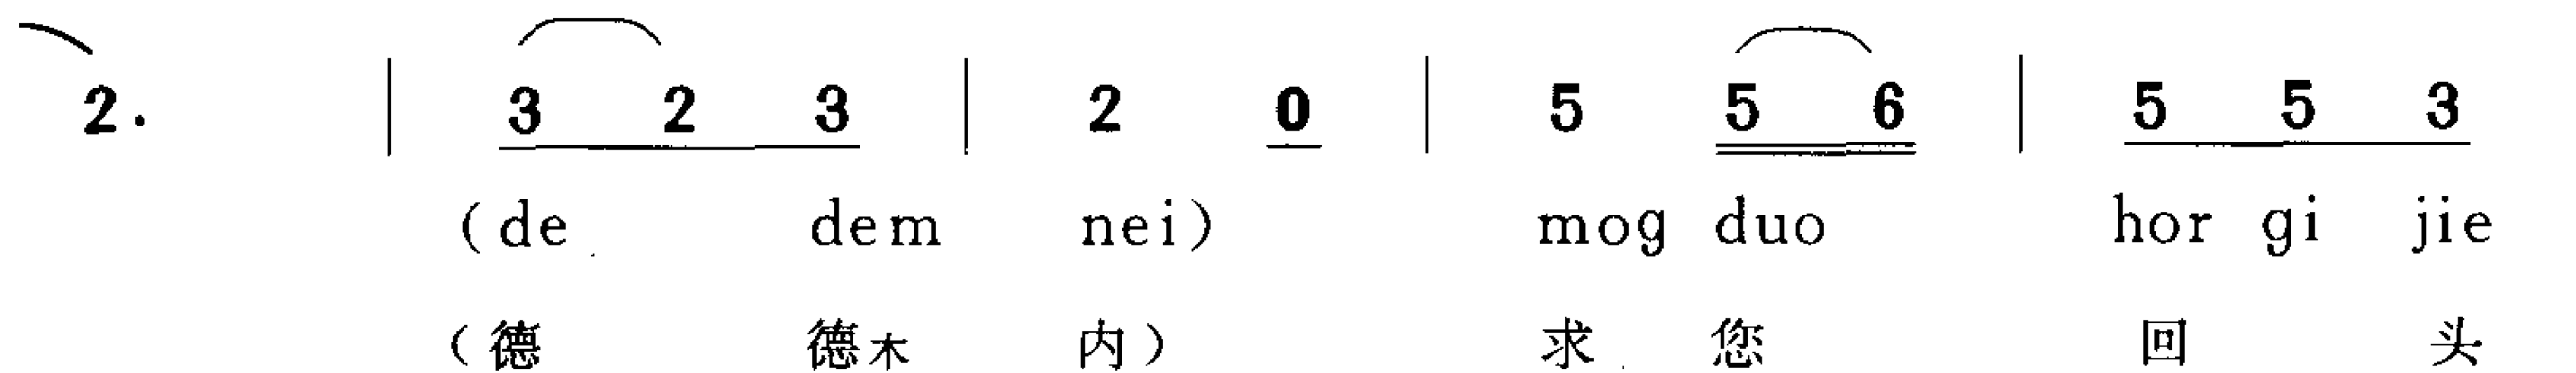 2. | 3 2 3 | 2 0 | 5 5 6 | 5 5 3
(de dem nei) mog duo hor gi jie
(德 德木 内) 求 您 回 头